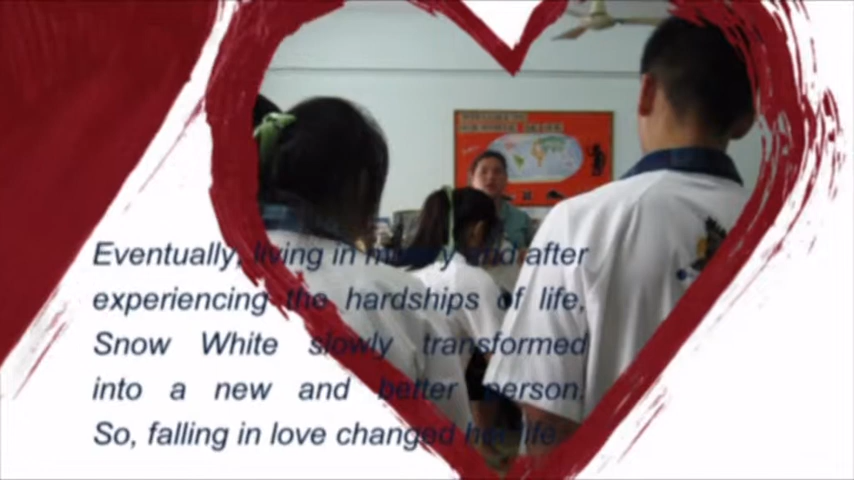 Eventually, living in misery and after
experiencing the hardships of life,
Snow White slowly transformed
into a new and better person.
So, falling in love changed her life.